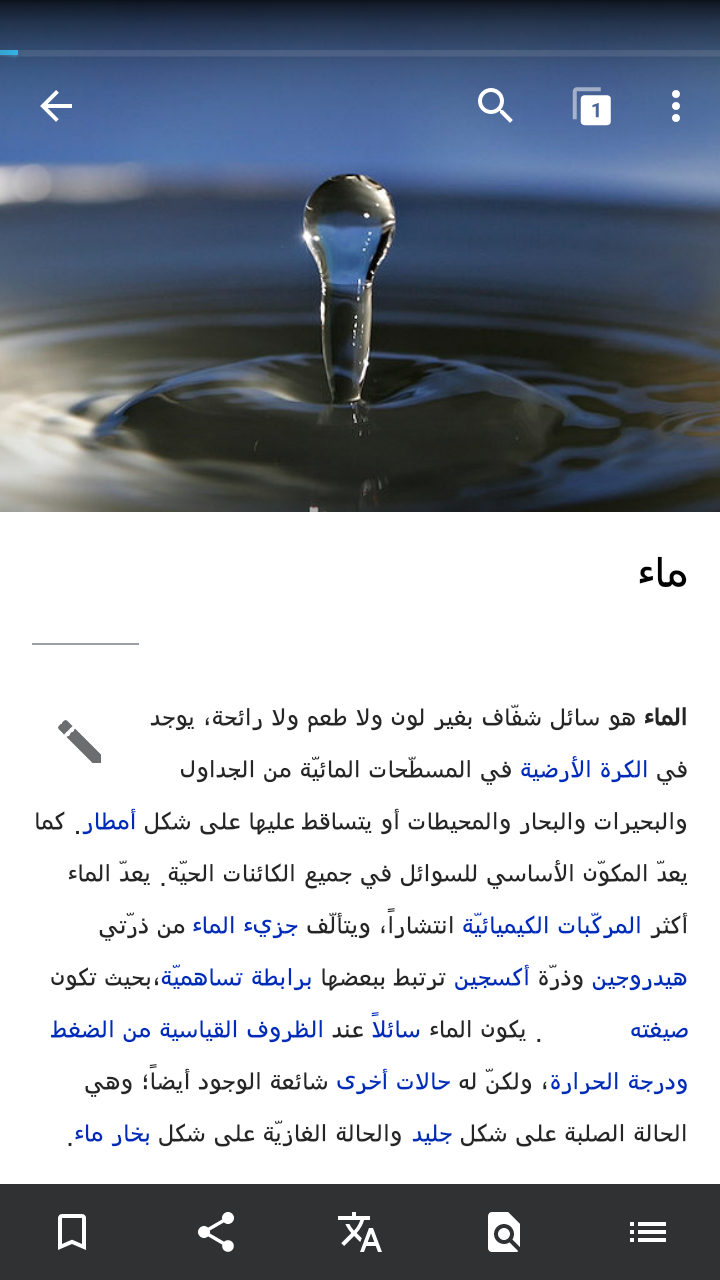 1
ماء
الماء هو سائل شفّاف بغير لون ولا طعم ولا رائحة، يوجد
في الكرة الأرضية في المسطّحات المائيّة من الجداول
والبحيرات والبحار والمحيطات أو يتساقط عليها على شكل أمطار. كما
يعدّ المكوّن الأساسي للسوائل في جميع الكائنات الحيّة. يعدّ الماء
أكثر المركّبات الكيميائيّة انتشاراً، ويتألّف جزيء الماء من ذرّتي
هيدروجين وذرّة أكسجين ترتبط ببعضها برابطة تساهميّة،بحيث تكون
صيغته . يكون الماء سائلاً عند الظروف القياسية من الضغط
ودرجة الحرارة، ولكنّ له حالات أخرى شائعة الوجود أيضاً؛ وهي
الحالة الصلبة على شكل جليد والحالة الغازيّة على شكل بخار ماء.